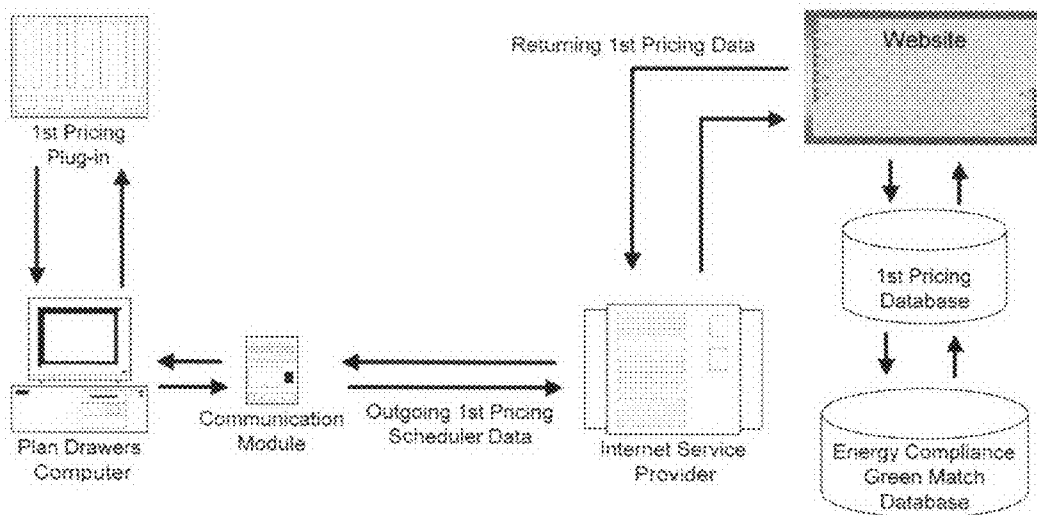 Returning 1st Pricing Data
Website
1st Pricing
Plug-in
1st Pricing
Database
Plan Drawers
Computer
Communication
Module
Outgoing 1st Pricing
Scheduler Data
Internet Service
Provider
Energy Compliance
Green Match
Database